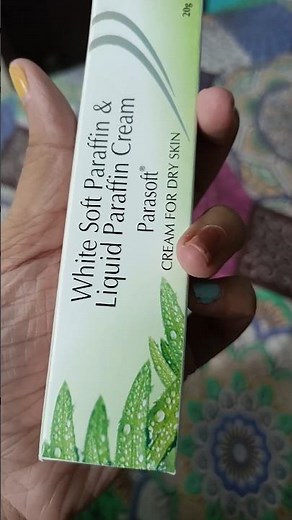 White Soft Paraffin &
Liquid Paraffin Cream
Parasoft®
CREAM FOR DRY SKIN
20g